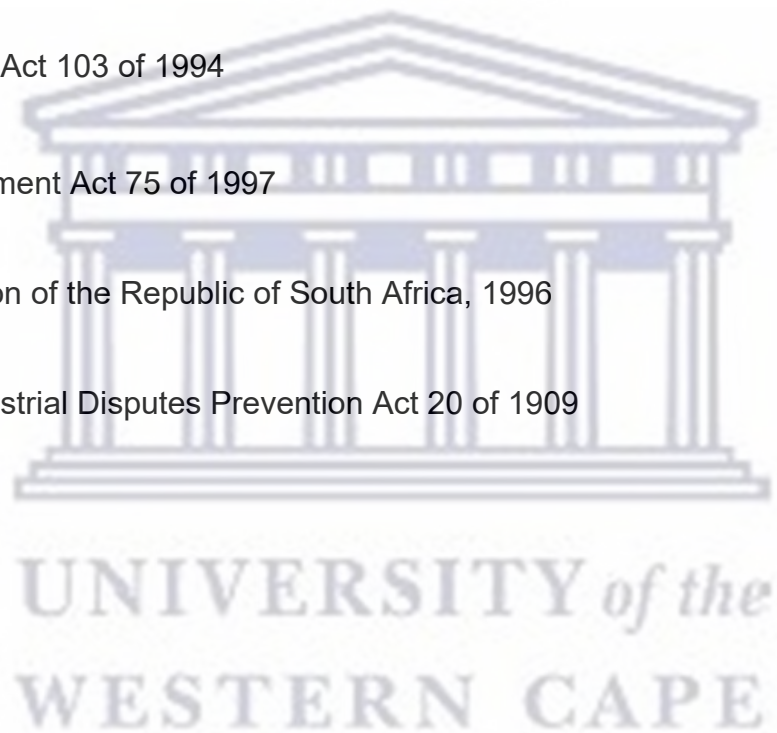 Act 103 of 1994
ment Act 75 of 1997
on of the Republic of South Africa, 1996
strial Disputes Prevention Act 20 of 1909
UNIVERSITY of the
WESTERN CAPE